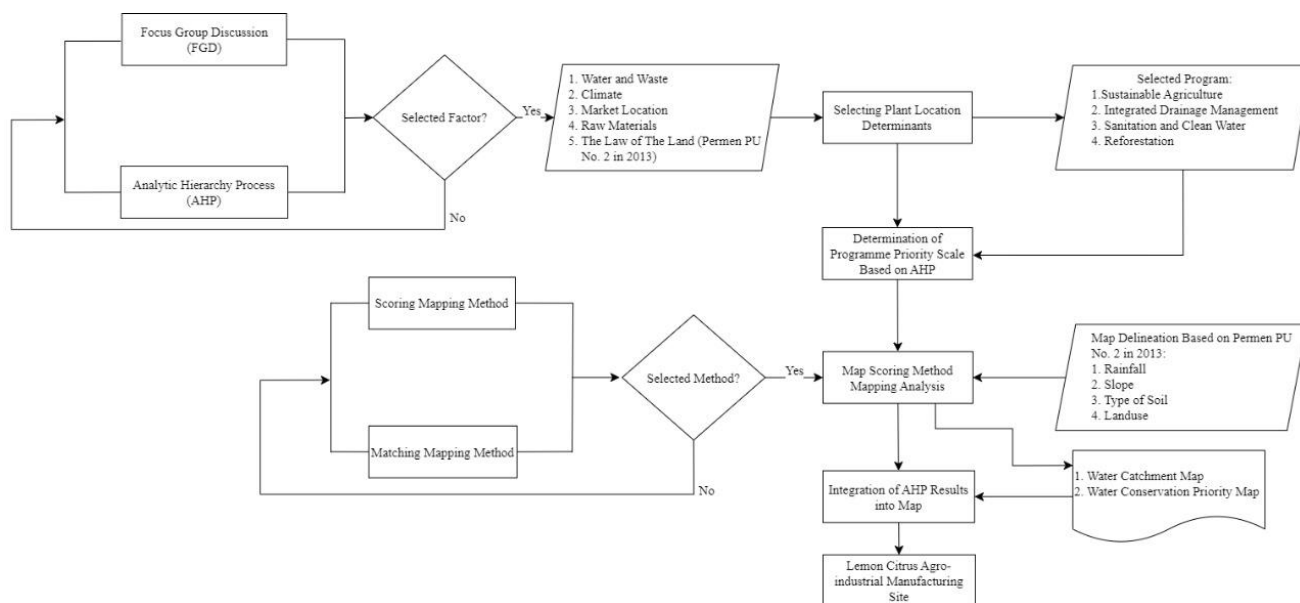 Focus Group Discussion
(FGD)
Analytic Hierarchy Process
(AHP)
Selected Factor?
Yes
No
1. Water and Waste
2. Climate
3. Market Location
4. Raw Materials
5. The Law of The Land (Permen PU
No. 2 in 2013)
Selecting Plant Location
Determinants
Selected Program:
1.Sustainable Agriculture
2. Integrated Drainage Management
3. Sanitation and Clean Water
4. Reforestation
Determination of
Programme Priority Scale
Based on AHP
Scoring Mapping Method
Matching Mapping Method
Selected Method?
Yes
No
Map Scoring Method
Mapping Analysis
Map Delineation Based on Permen PU
No. 2 in 2013:
1. Rainfall
2. Slope
3. Type of Soil
4. Landuse
1. Water Catchment Map
2. Water Conservation Priority Map
Integration of AHP Results
into Map
Lemon Citrus Agro-
industrial Manufacturing
Site